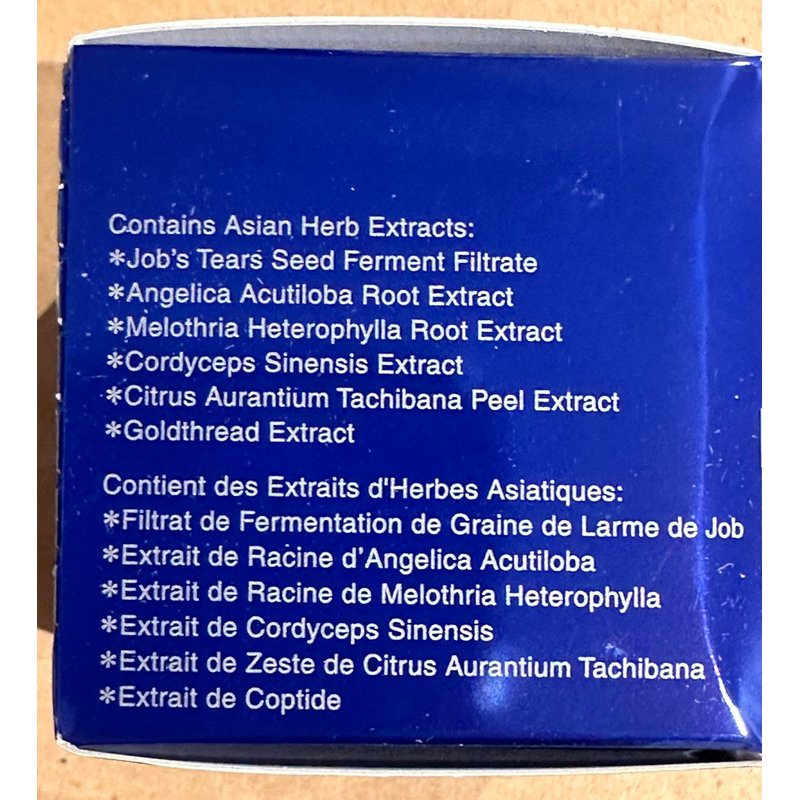 Contains Asian Herb Extracts:
*Job's Tears Seed Ferment Filtrate
*Angelica Acutiloba Root Extract
*Melothria Heterophylla Root Extract
*Cordyceps Sinensis Extract
*Citrus Aurantium Tachibana Peel Extract
*Goldthread Extract
Contient des Extraits d'Herbes Asiatiques:
*Filtrat de Fermentation de Graine de Larme de Job
*Extrait de Racine d'Angelica Acutiloba
*Extrait de Racine de Melothria Heterophylla
*Extrait de Cordyceps Sinensis
*Extrait de Zeste de Citrus Aurantium Tachibana
*Extrait de Coptide